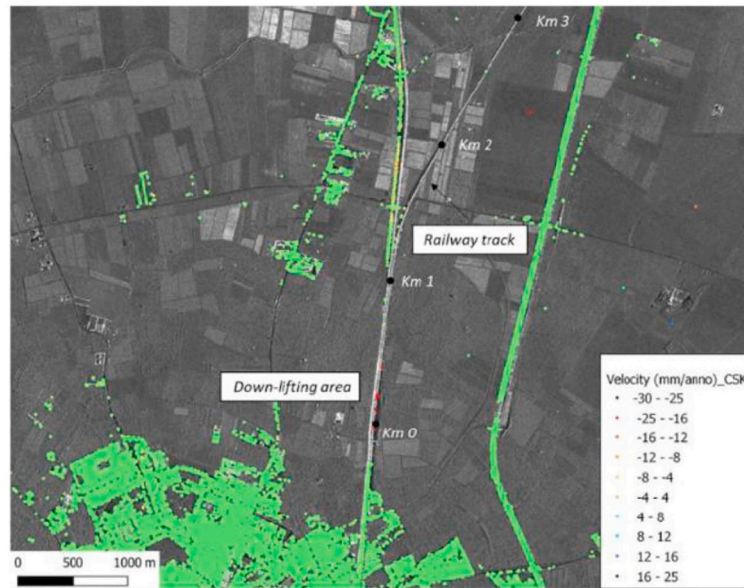 Km 3
Km 2
Railway track
Km 1
Down-lifting area
Km 0
Velocity (mm/anno)_CSK
-30 - -25
-25 - -16
-16 - -12
-12 - -8
-8 - -4
-4 - 4
4 - 8
8 - 12
12 - 16
16 - 25
0 500 1000 m